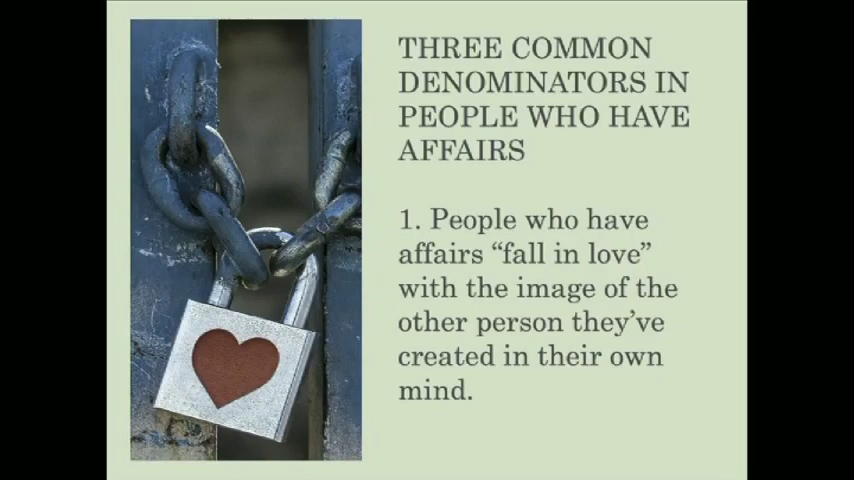 THREE COMMON
DENOMINATORS IN
PEOPLE WHO HAVE
AFFAIRS
1. People who have
affairs “fall in love”
with the image of the
other person they’ve
created in their own
mind.